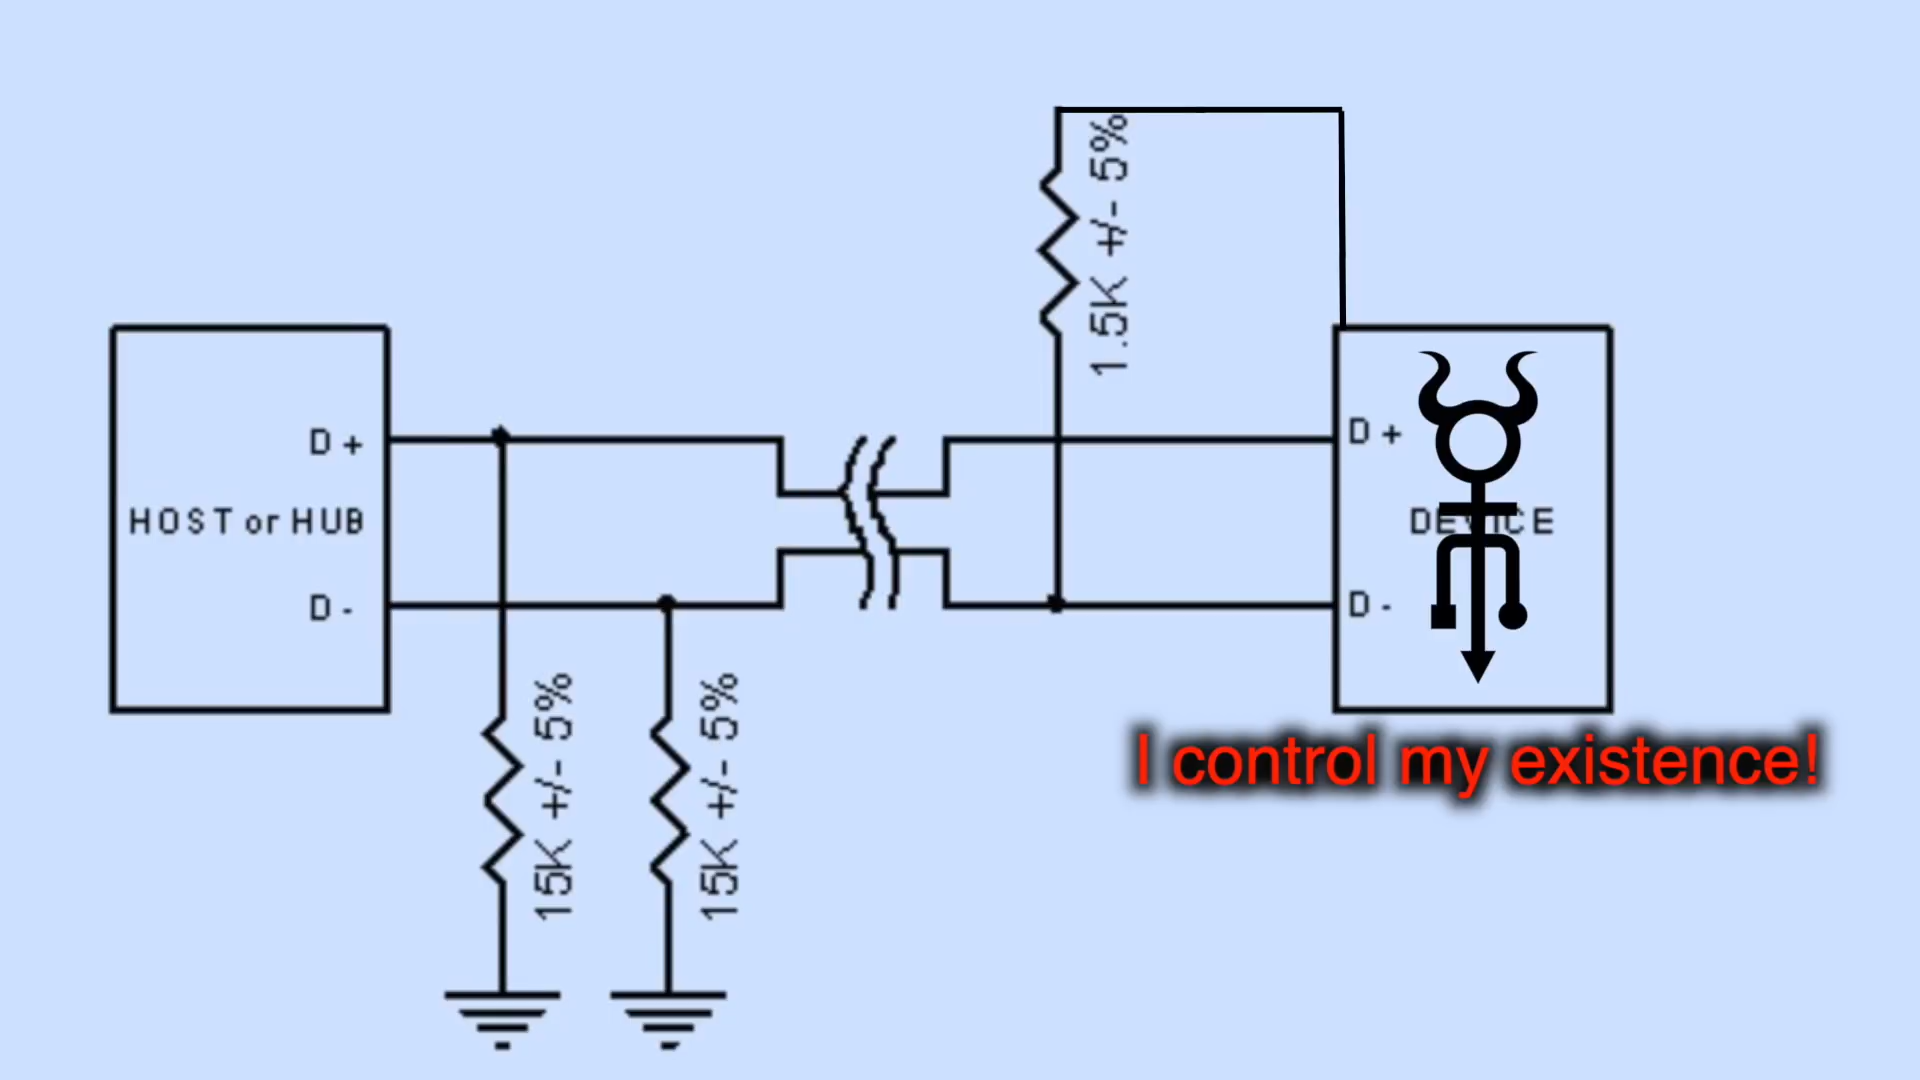 1.5K +/- 5%
D +
HOST or HUB
D -
D +
DEVICE
D -
I control my existence!
15K +/- 5%
15K +/- 5%